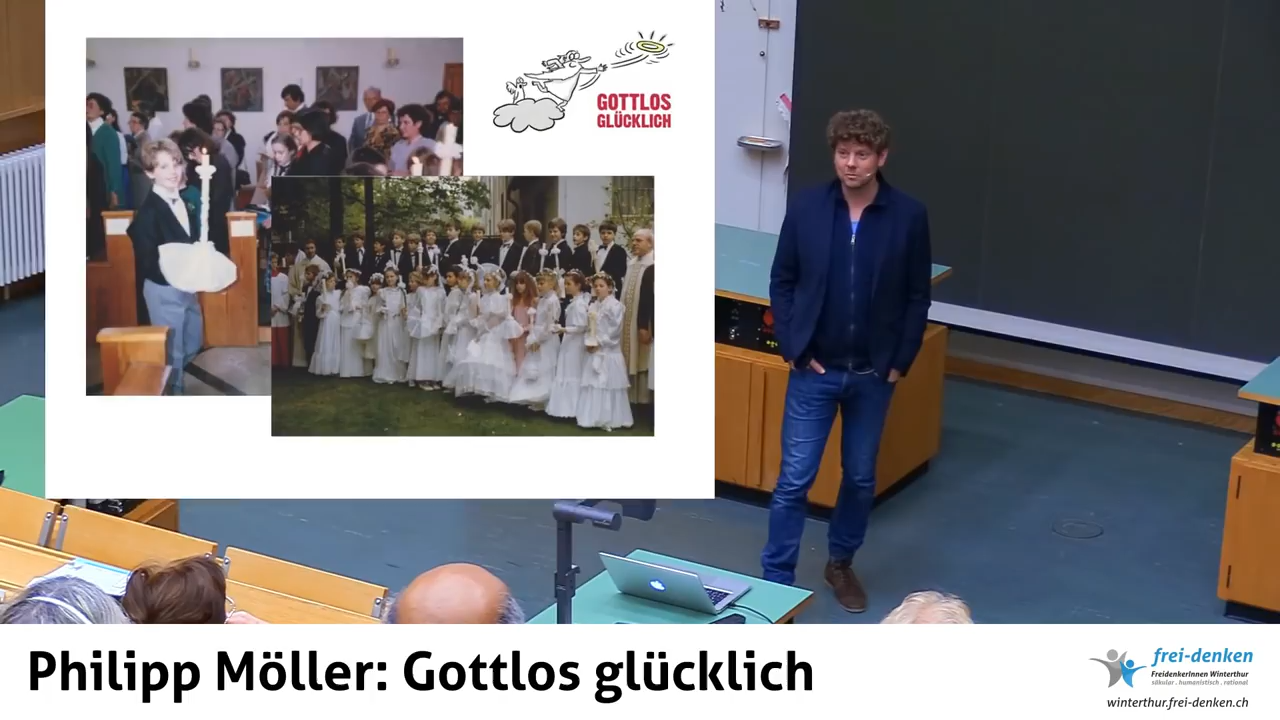 GOTTLOS
GLÜCKLICH
Philipp Möller: Gottlos glücklich
frei-denken
FreidenkerInnen Winterthur
säkular . humanistisch . rational
winterthur.frei-denken.ch